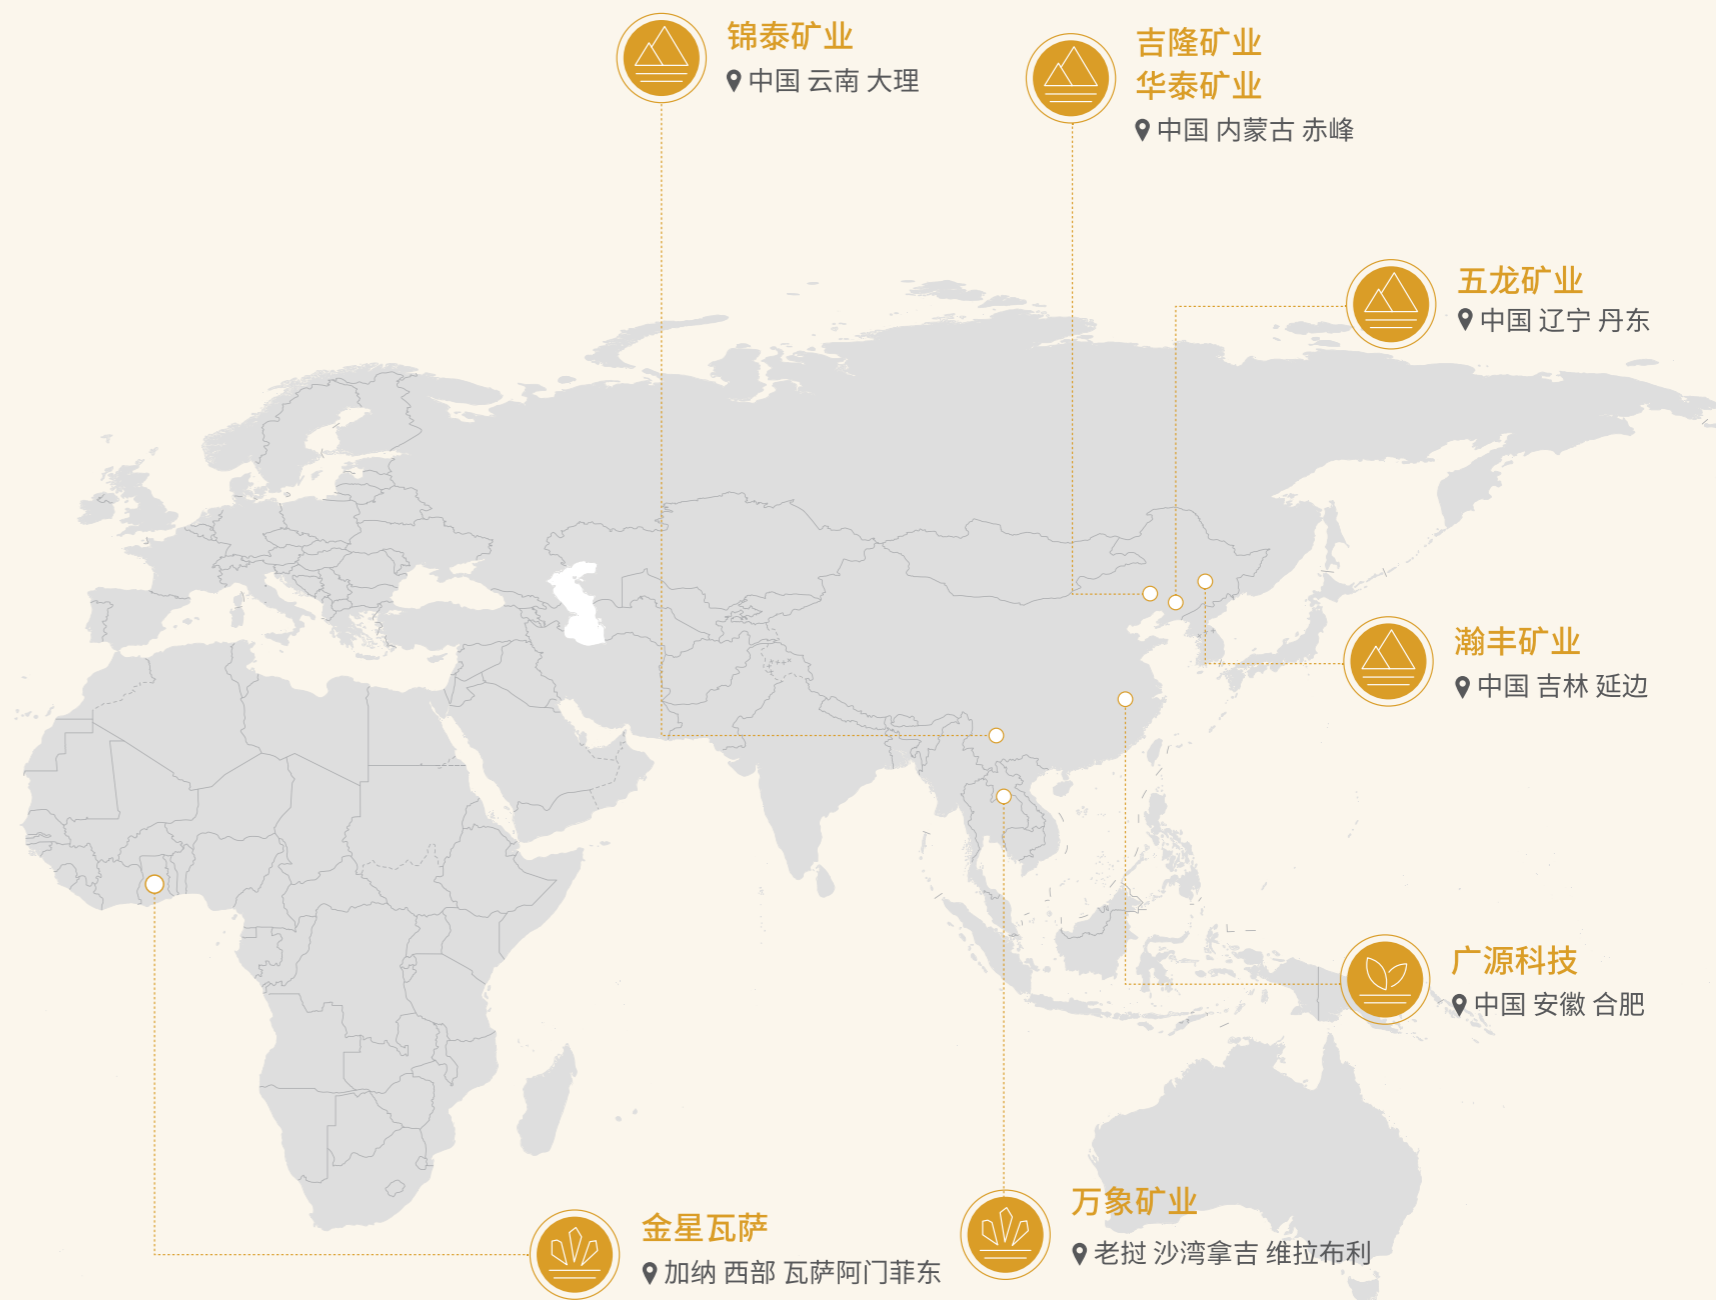 锦泰矿业
中国 云南 大理
吉隆矿业
华泰矿业
中国 内蒙古 赤峰
五龙矿业
中国 辽宁 丹东
瀚丰矿业
中国 吉林 延边
广源科技
中国 安徽 合肥
万象矿业
老挝 沙湾拿吉 维拉布利
金星瓦萨
加纳 西部 瓦萨阿门菲东